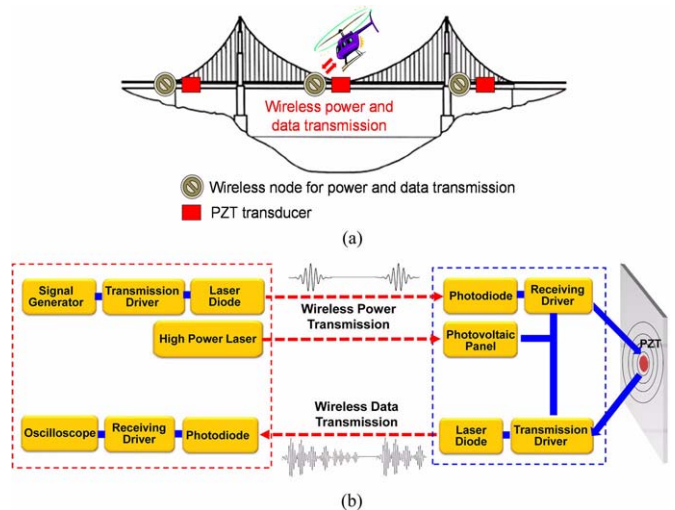 (a)
Wireless power and
data transmission
Wireless node for power and data transmission
PZT transducer
Signal
Generator
Transmission
Driver
Laser
Diode
Photodiode
Receiving
Driver
Wireless Power
Transmission
High Power Laser
Photovoltaic
Panel
PZT
Wireless Data
Transmission
Oscilloscope
Receiving
Driver
Photodiode
Laser
Diode
Transmission
Driver
(b)